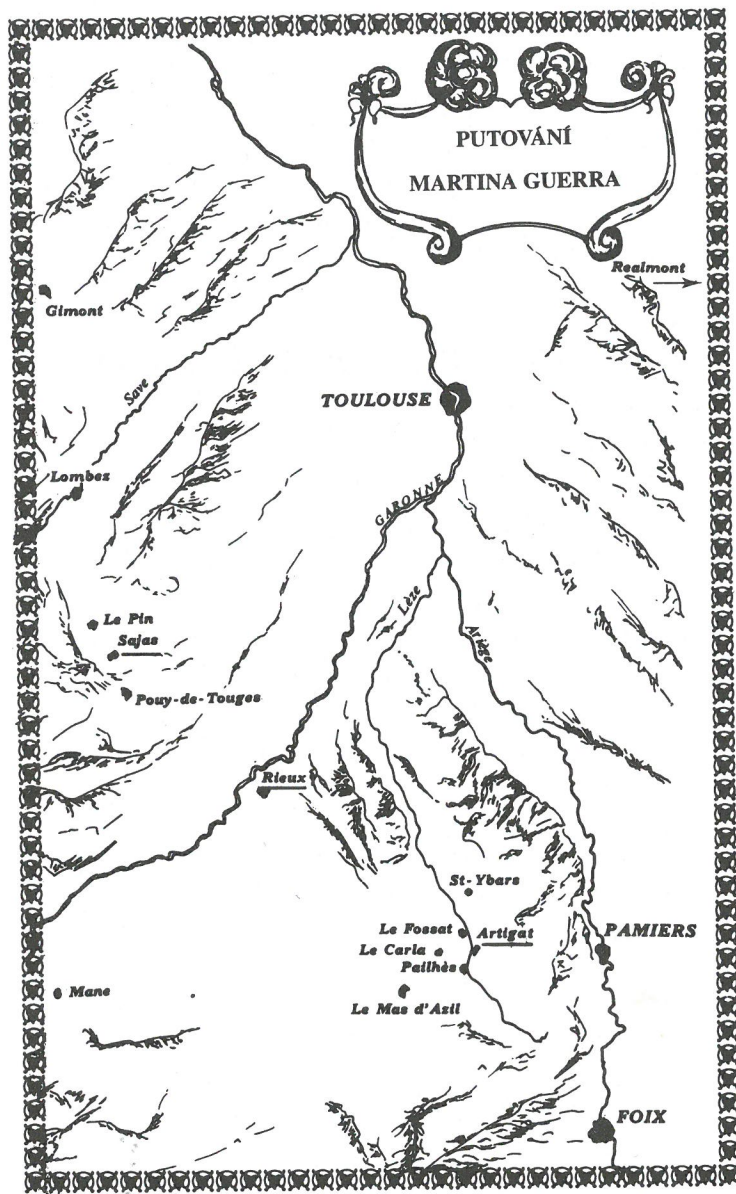 PUTOVÁNÍ
MARTINA GUERRA
Realmont
Gimont
Save
TOULOUSE
Lombez
GARONNE
Lèze
Ariège
Le Pin
Sajas
Pouy-de-Touges
Rieux
St-Ybars
Le Fossat
Artigat
PAMIERS
Le Carla
Pailhès
Mane
Le Mas d'Azil
FOIX